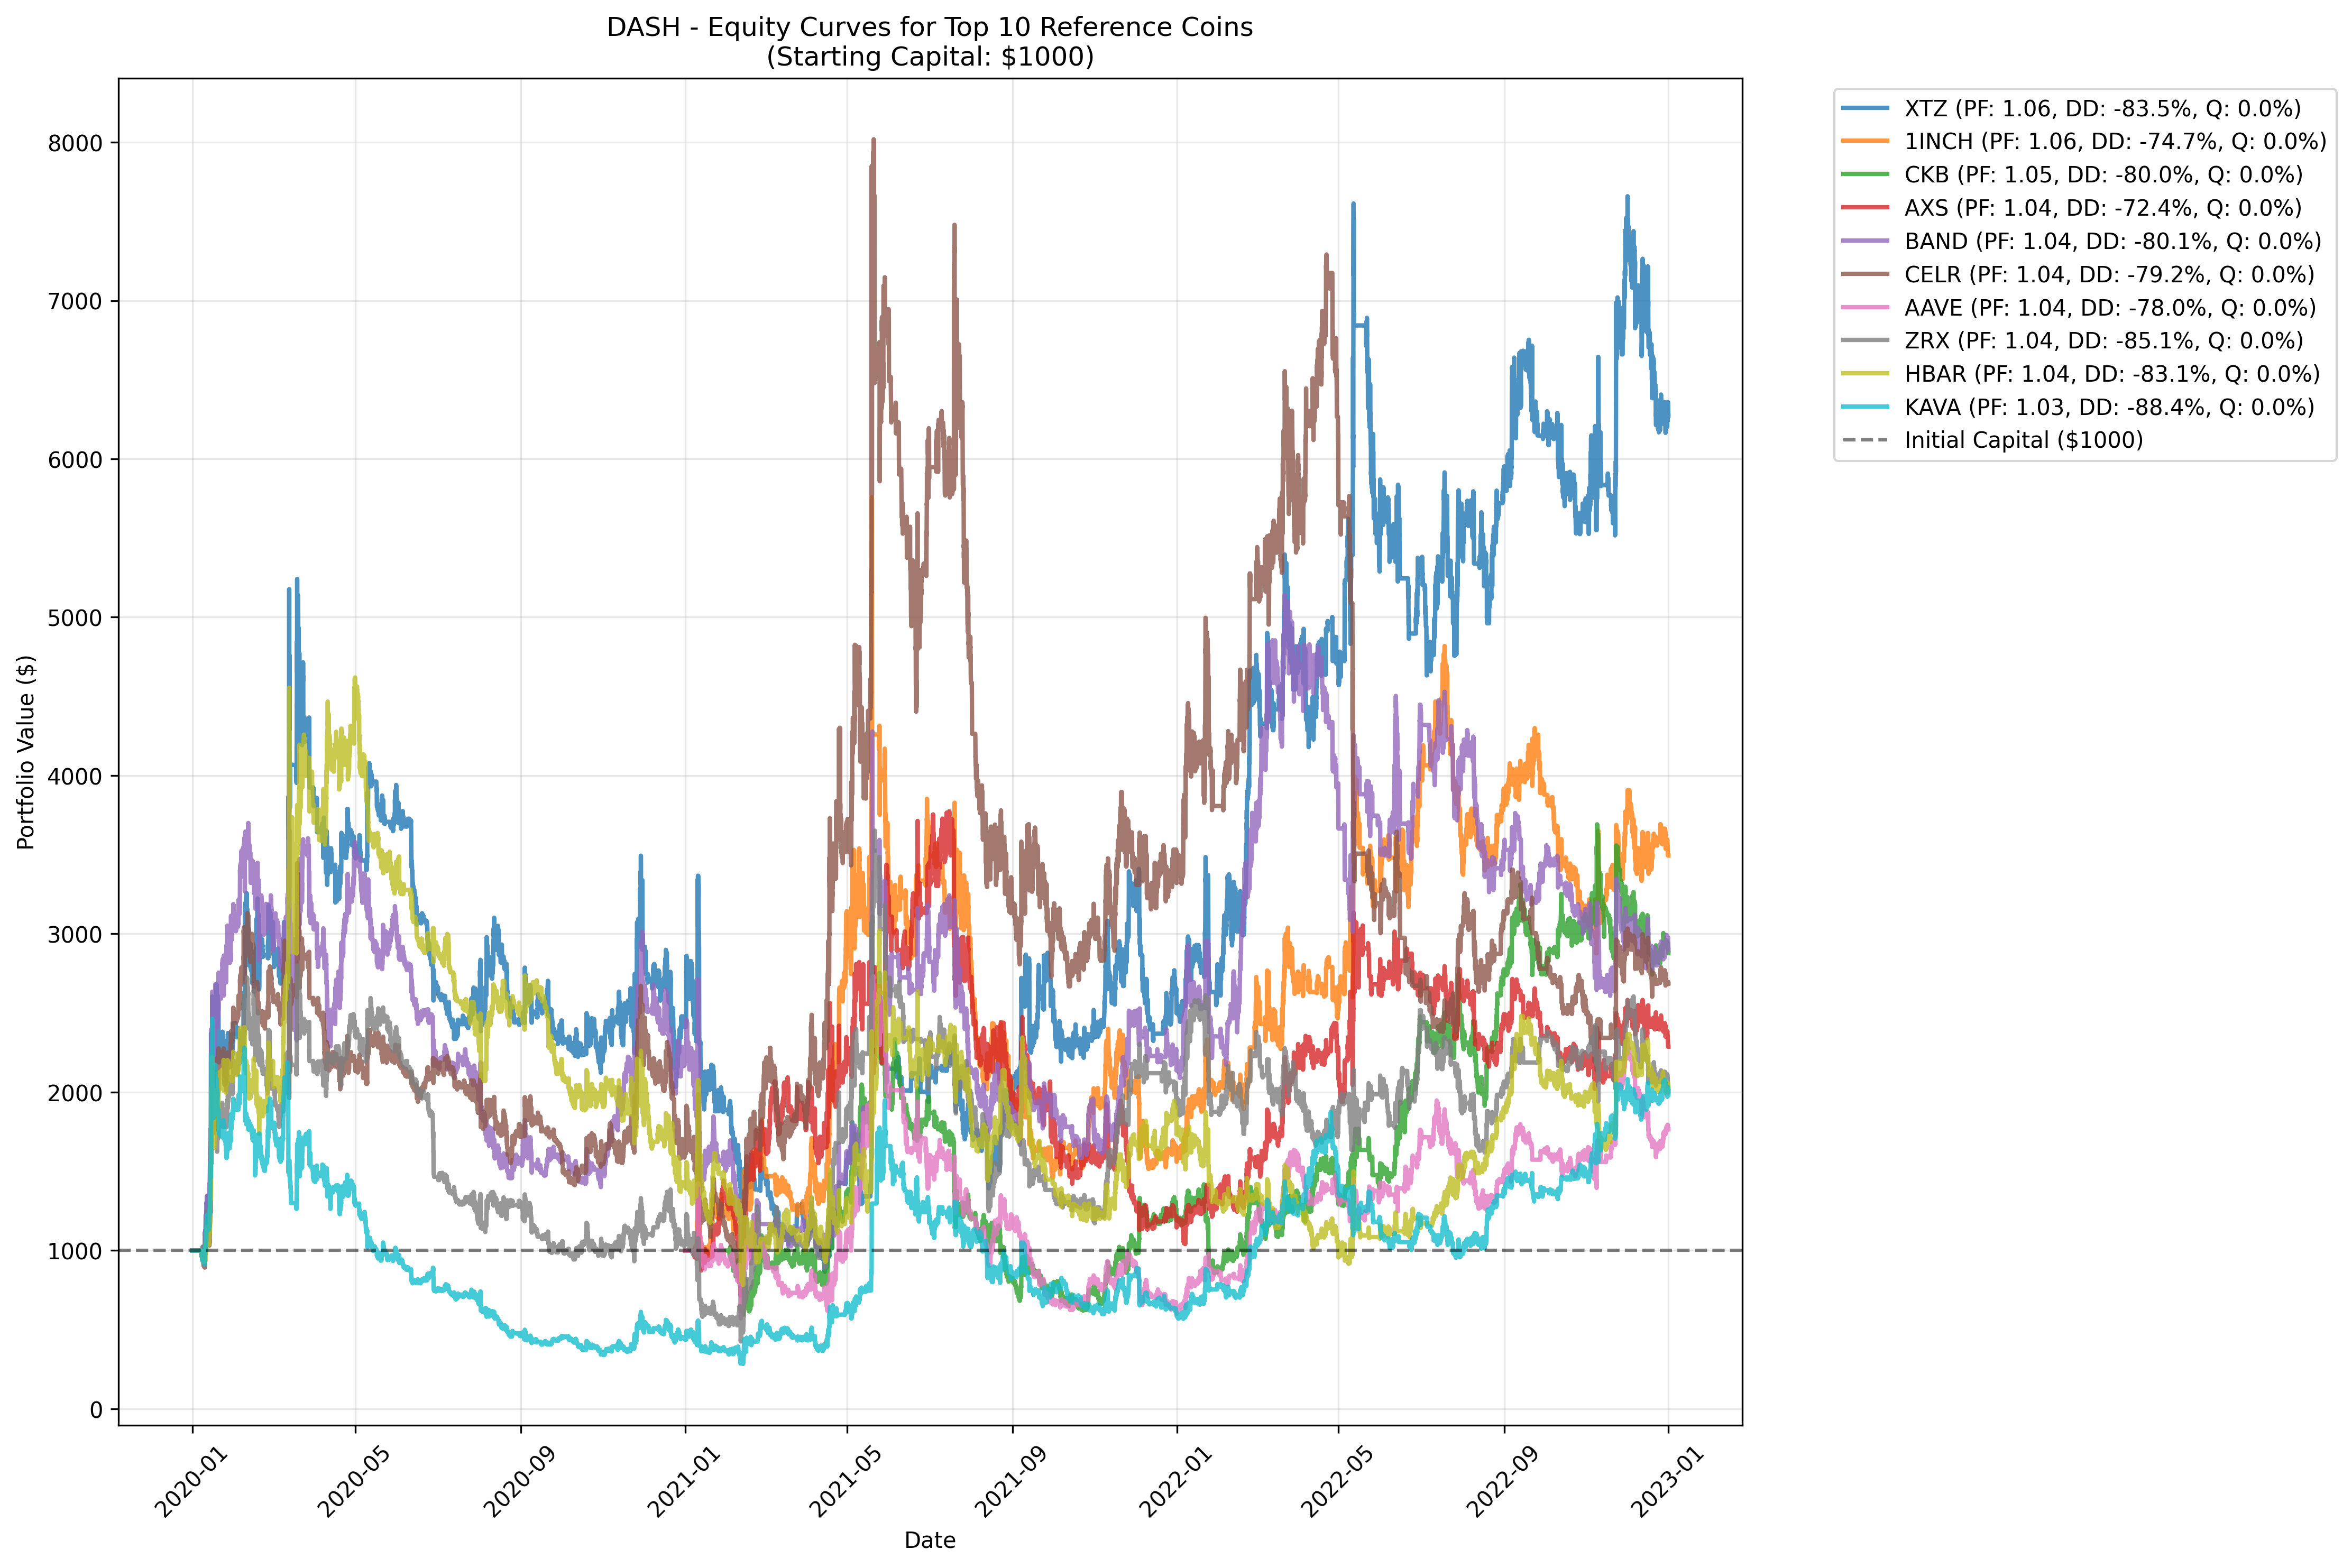 DASH - Equity Curves for Top 10 Reference Coins
(Starting Capital: $1000)
XTZ (PF: 1.06, DD: -83.5%, Q: 0.0%)
1INCH (PF: 1.06, DD: -74.7%, Q: 0.0%)
CKB (PF: 1.05, DD: -80.0%, Q: 0.0%)
AXS (PF: 1.04, DD: -72.4%, Q: 0.0%)
BAND (PF: 1.04, DD: -80.1%, Q: 0.0%)
CELR (PF: 1.04, DD: -79.2%, Q: 0.0%)
AAVE (PF: 1.04, DD: -78.0%, Q: 0.0%)
ZRX (PF: 1.04, DD: -85.1%, Q: 0.0%)
HBAR (PF: 1.04, DD: -83.1%, Q: 0.0%)
KAVA (PF: 1.03, DD: -88.4%, Q: 0.0%)
Initial Capital ($1000)
Portfolio Value ($)
8000
7000
6000
5000
4000
3000
2000
1000
0
2020-01
2020-05
2020-09
2021-01
2021-05
2021-09
2022-01
2022-05
2022-09
2023-01
Date